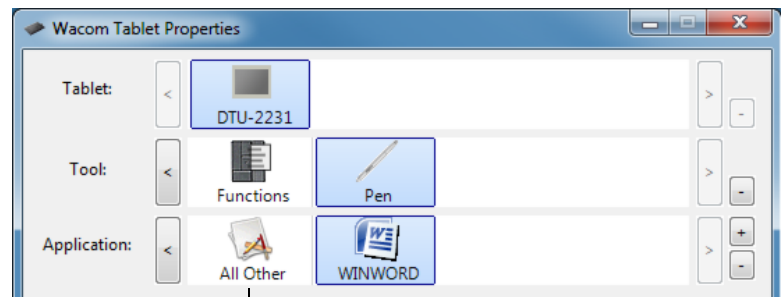 Wacom Tablet Properties
Tablet:
<
DTU-2231
>
-
Tool:
<
Functions
Pen
>
-
Application:
<
All Other
WINWORD
>
+
-